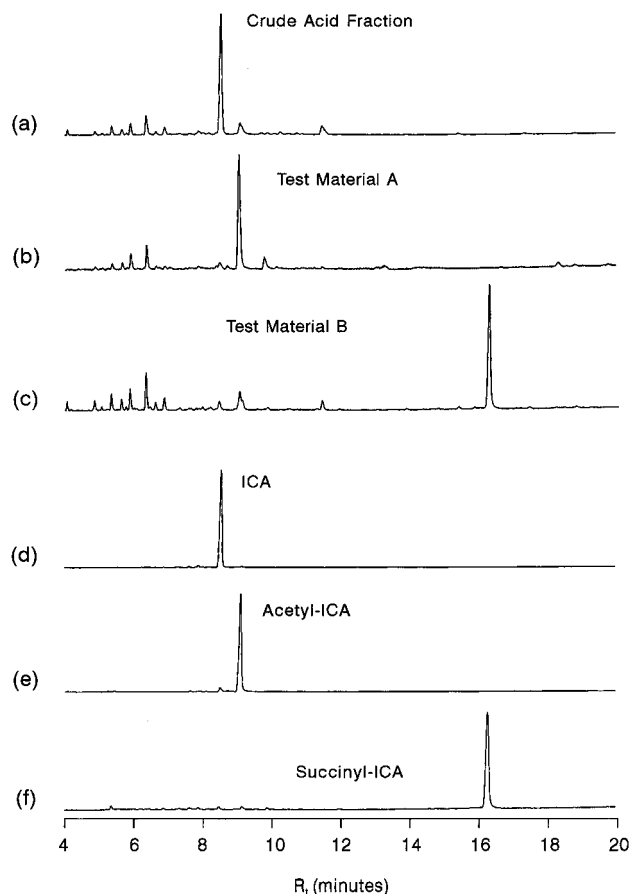 Crude Acid Fraction
(a)
Test Material A
(b)
Test Material B
(c)
ICA
(d)
Acetyl-ICA
(e)
Succinyl-ICA
(f)
4 6 8 10 12 14 16 18 20
Rt (minutes)